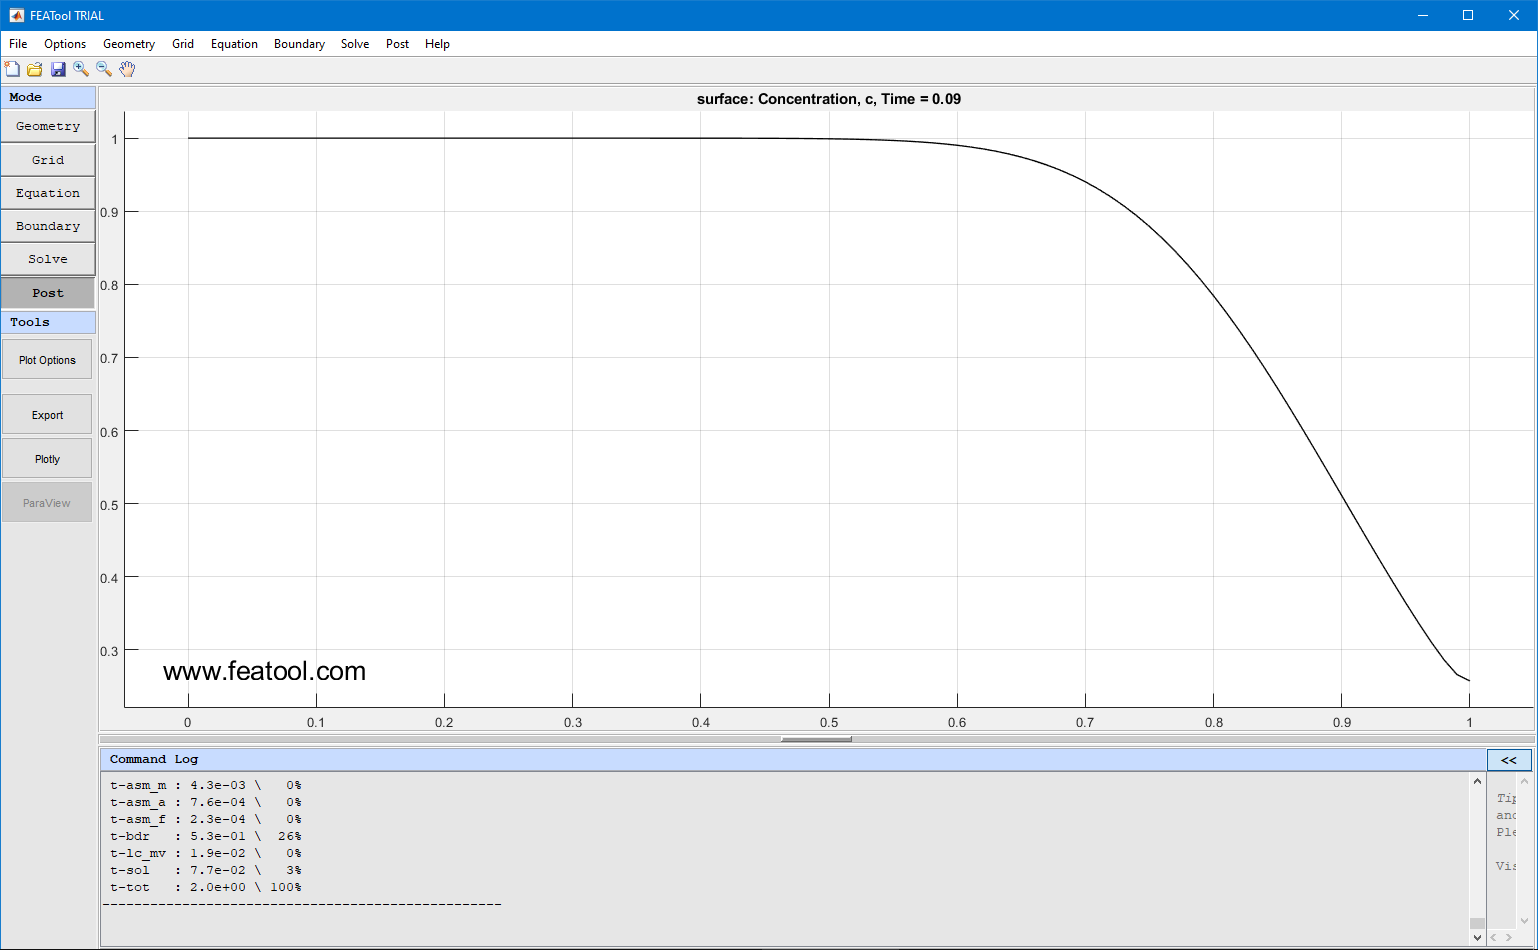 FEATool TRIAL
File Options Geometry Grid Equation Boundary Solve Post Help
Mode
Geometry
Grid
Equation
Boundary
Solve
Post
Tools
Plot Options
Export
Plotly
ParaView
surface: Concentration, c, Time = 0.09
1
0.9
0.8
0.7
0.6
0.5
0.4
0.3
www.featool.com
0 0.1 0.2 0.3 0.4 0.5 0.6 0.7 0.8 0.9 1
Command Log <<
t-asm_m : 4.3e-03 \ 0%
t-asm_a : 7.6e-04 \ 0%
t-asm_f : 2.3e-04 \ 0%
t-bdr : 5.3e-01 \ 26%
t-lc_mv : 1.9e-02 \ 0%
t-sol : 7.7e-02 \ 3%
t-tot : 2.0e+00 \ 100%
--------------------------------------------------